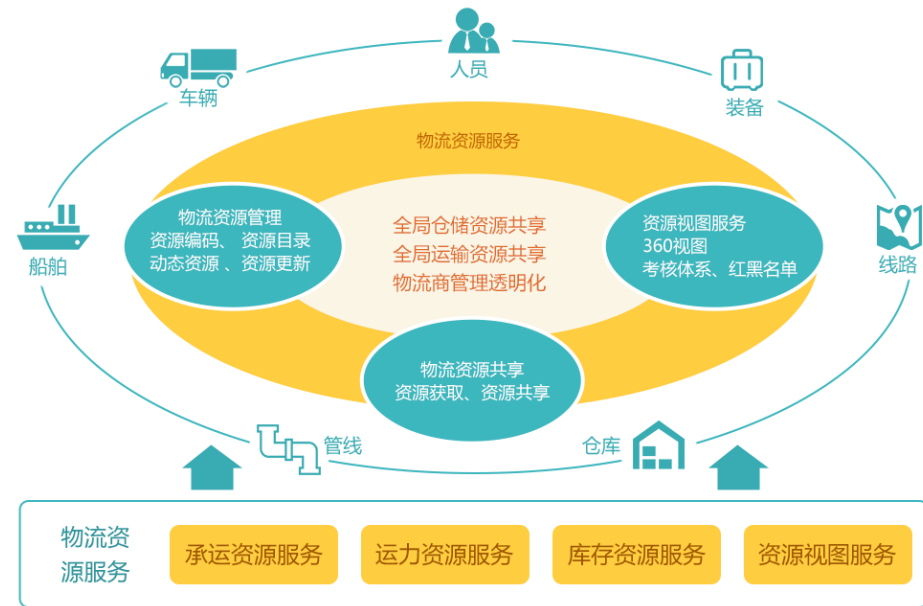 人员
车辆
装备
物流资源服务
船舶
物流资源管理
资源编码、 资源目录
动态资源 、资源更新
全局仓储资源共享
全局运输资源共享
物流商管理透明化
资源视图服务
360视图
考核体系、红黑名单
线路
物流资源共享
资源获取、资源共享
管线
仓库
物流资
源服务
承运资源服务
运力资源服务
库存资源服务
资源视图服务